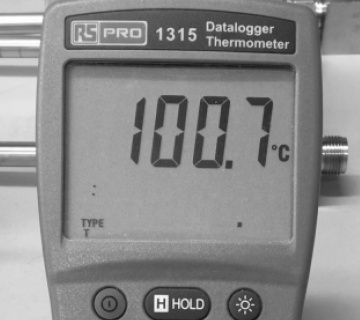 RS PRO 1315 Datalogger Thermometer
100.7 °C
:
TYPE
T
H HOLD